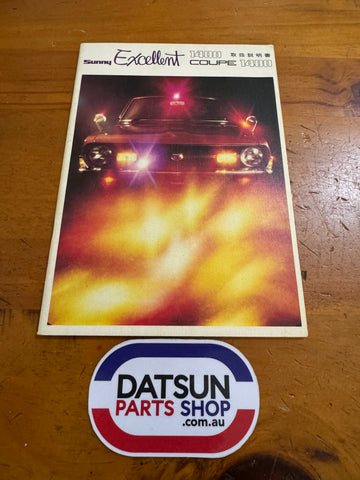 Sunny Excellent 1400 取扱説明書
COUPE 1400
DATSUN
PARTS SHOP
.com.au